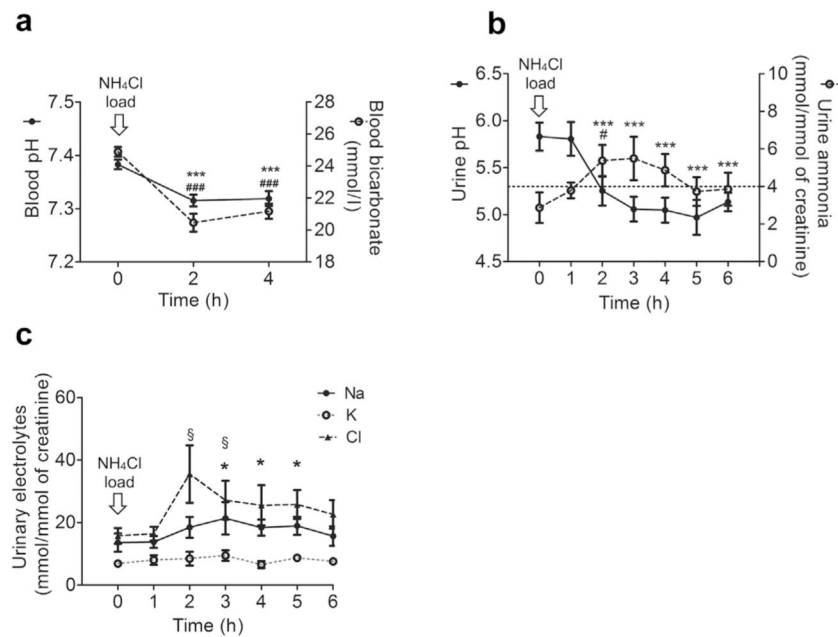 a
NH₄Cl
load
7.5
7.4
7.3
7.2
Blood pH
28
26
24
22
20
18
Blood bicarbonate
(mmol/l)
***
###
***
###
0 2 4
Time (h)
b
NH₄Cl
load
6.5
6.0
5.5
5.0
4.5
Urine pH
10
8
6
4
2
0
Urine ammonia
(mmol/mmol of creatinine)
***
#
***
***
***
***
0 1 2 3 4 5 6
Time (h)
c
60
40
20
0
Urinary electrolytes
(mmol/mmol of creatinine)
NH₄Cl
load
§ §
* * *
Na
K
Cl
0 1 2 3 4 5 6
Time (h)